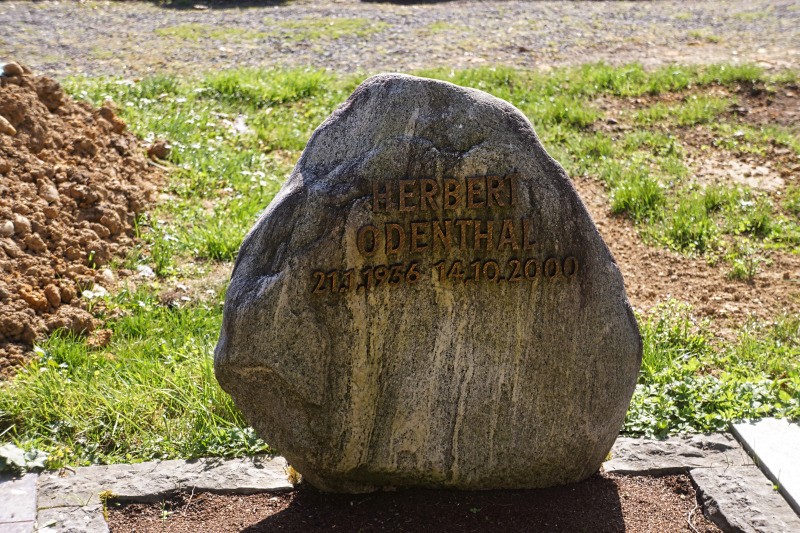 HERBERT
ODENTHAL
21.1.1936 14.10.2000